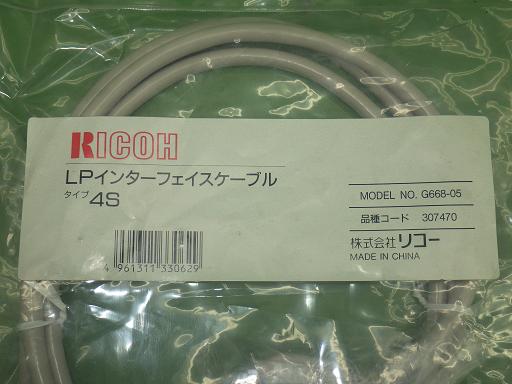 RICOH
LPインターフェイスケーブル
タイプ 4S
4 961311 330629
MODEL NO. G668-05
品種コード 307470
株式会社リコー
MADE IN CHINA